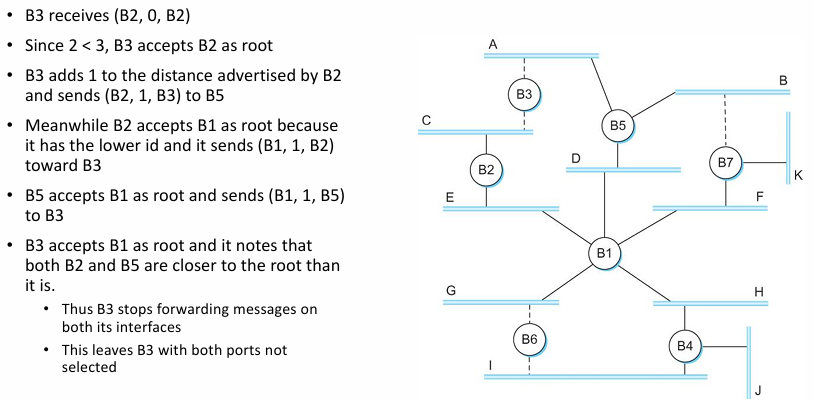 • B3 receives (B2, 0, B2)
• Since 2 < 3, B3 accepts B2 as root
• B3 adds 1 to the distance advertised by B2
and sends (B2, 1, B3) to B5
• Meanwhile B2 accepts B1 as root because
it has the lower id and it sends (B1, 1, B2)
toward B3
• B5 accepts B1 as root and sends (B1, 1, B5)
to B3
• B3 accepts B1 as root and it notes that
both B2 and B5 are closer to the root than
it is.
• Thus B3 stops forwarding messages on
both its interfaces
• This leaves B3 with both ports not
selected
A
B
B3
C
B5
D
B7
B2
K
E
F
B1
G
H
B6
B4
I
J